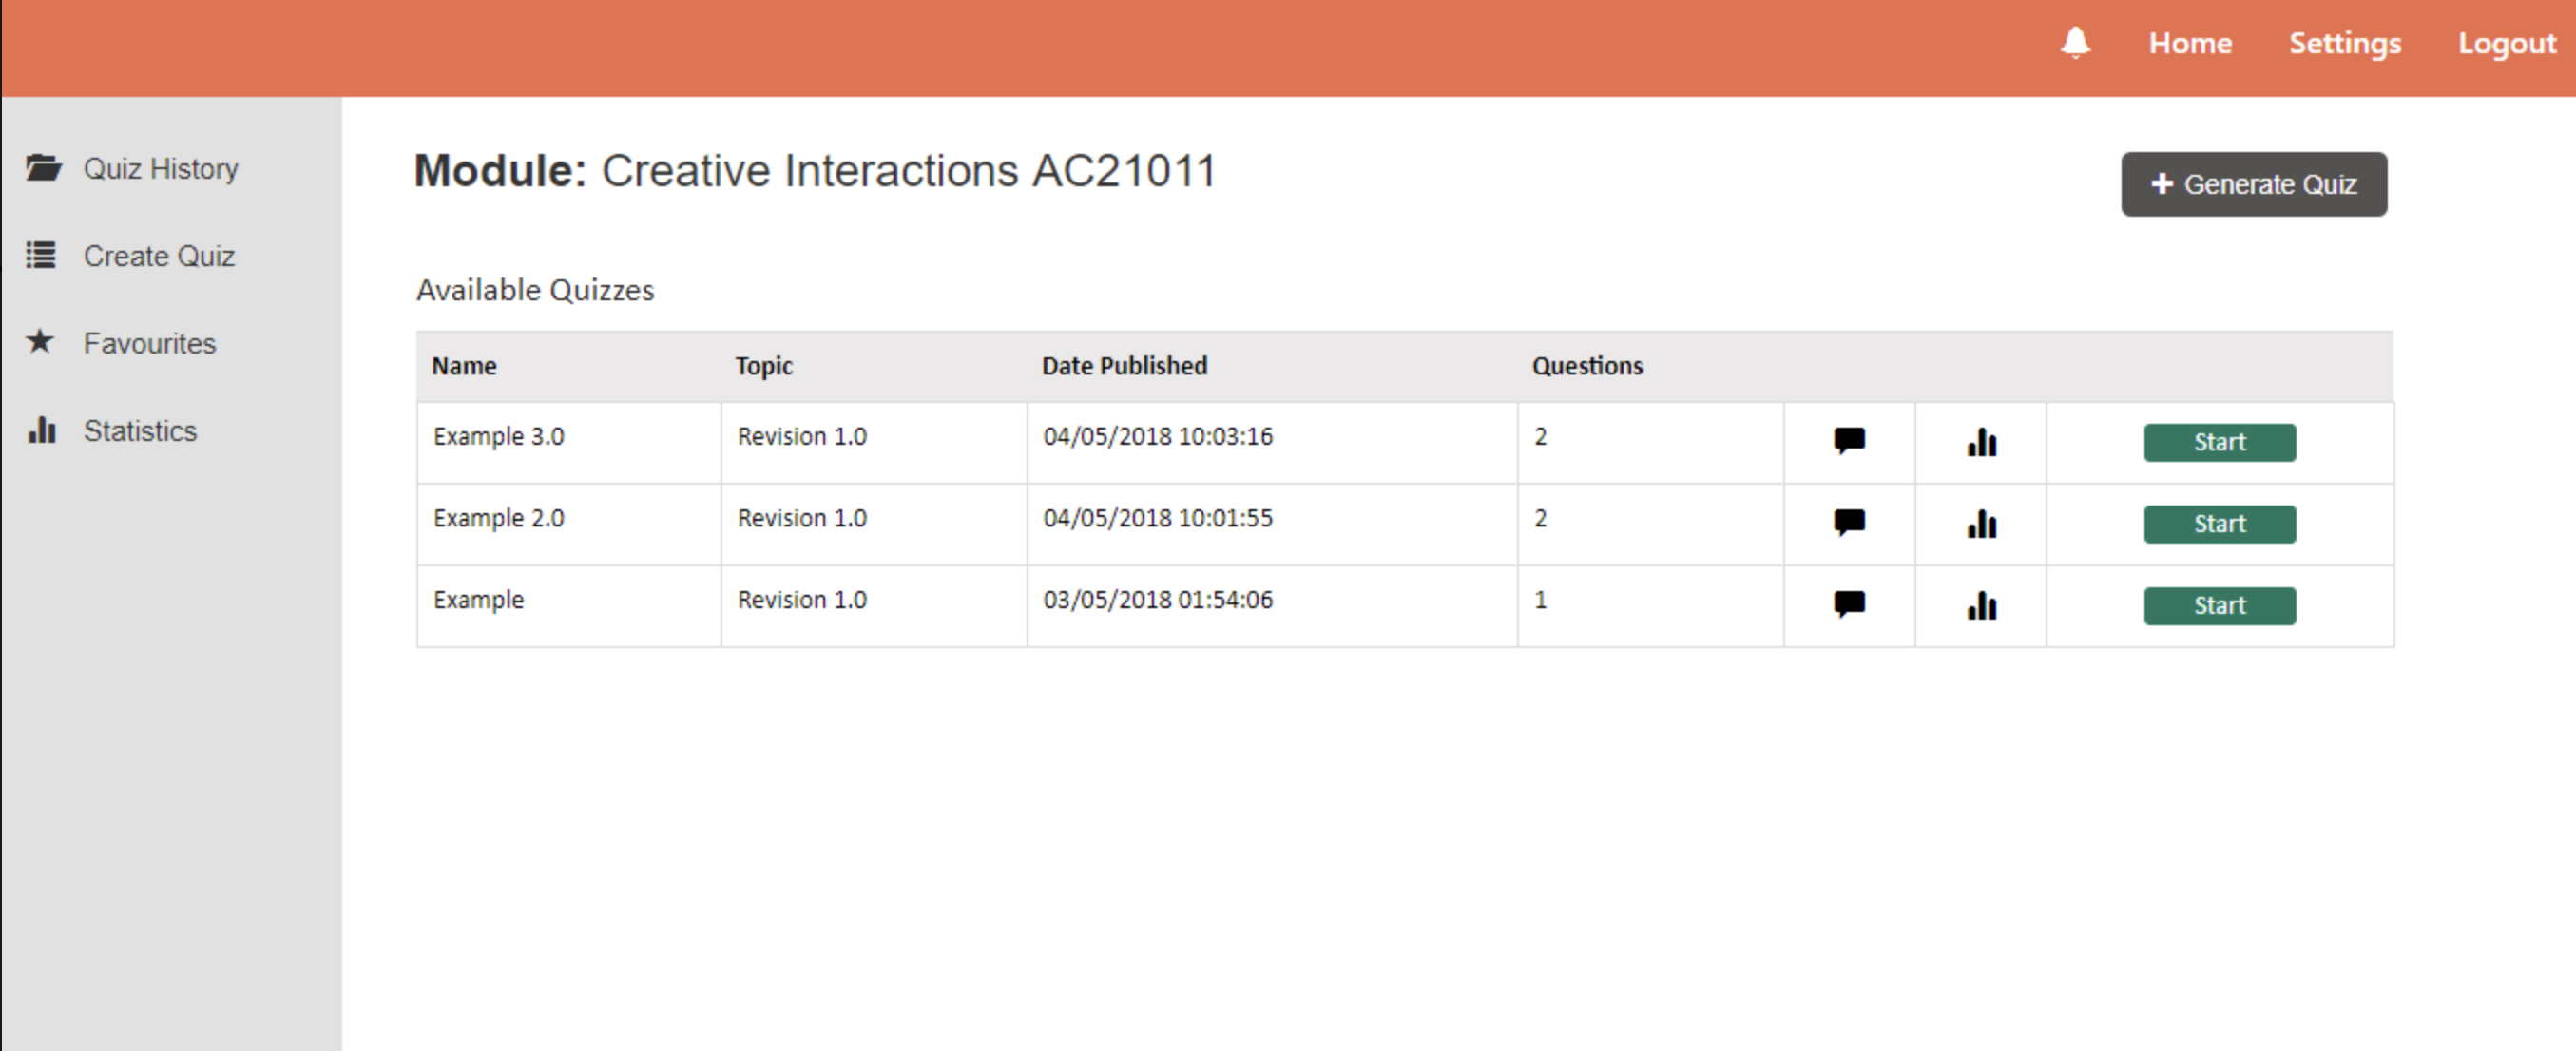 Home Settings Logout
Quiz History
Create Quiz
Favourites
Statistics
Module: Creative Interactions AC21011
Generate Quiz
Available Quizzes
Name Topic Date Published Questions
Example 3.0 Revision 1.0 04/05/2018 10:03:16 2 Start
Example 2.0 Revision 1.0 04/05/2018 10:01:55 2 Start
Example Revision 1.0 03/05/2018 01:54:06 1 Start